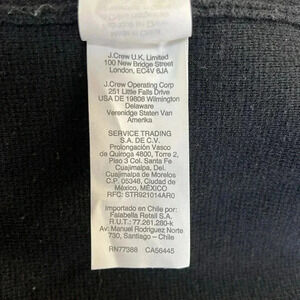 J.Crew U.K. Limited
100 New Bridge Street
London, EC4V 6JA
J.Crew Operating Corp
251 Little Falls Drive
USA DE 19808 Wilmington
Delaware
Verenidge Staten Van
Amerika
SERVICE TRADING
S.A. DE C.V.
Prolongación Vasco
de Quiroga 4800, Torre 2,
Piso 3 Col. Santa Fe
Cuajimalpa, Del.
Cuajimalpa de Morelos
C.P. 05348, Ciudad de
México, MÉXICO
RFC: STR921014AR0
Importado en Chile por:
Falabella Retail S.A.
R.U.T.: 77.261.280-k
Av: Manuel Rodriguez Norte
730, Santiago – Chile
RN77388 CA56445